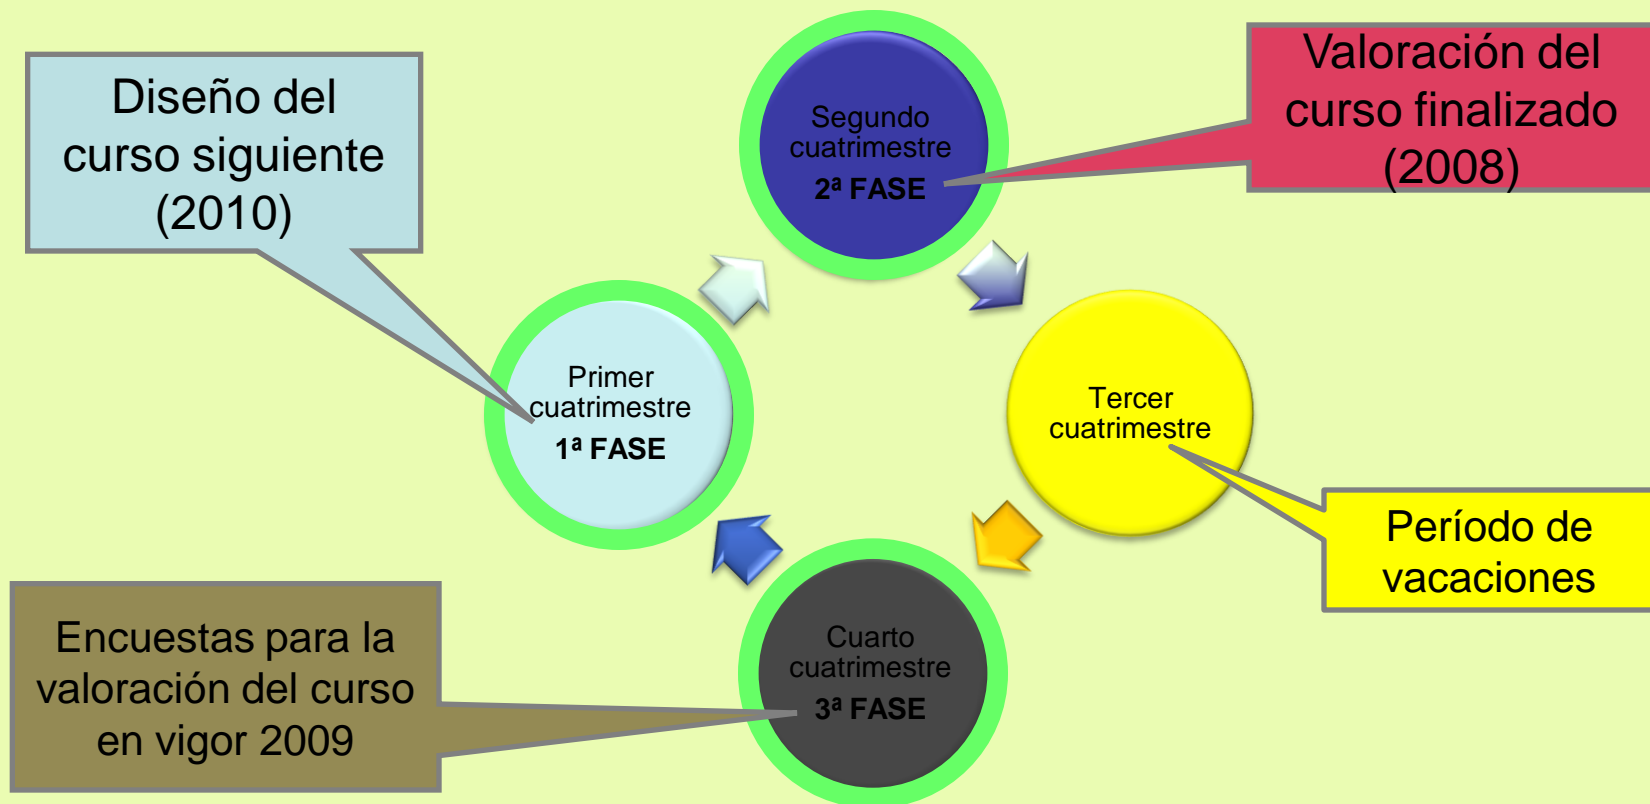 Diseño del
curso siguiente
(2010)
Segundo
cuatrimestre
2ª FASE
Valoración del
curso finalizado
(2008)
Primer
cuatrimestre
1ª FASE
Tercer
cuatrimestre
Período de
vacaciones
Cuarto
cuatrimestre
3ª FASE
Encuestas para la
valoración del curso
en vigor 2009